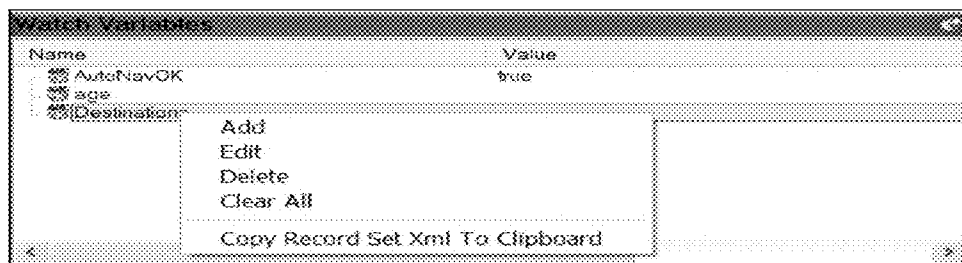 Watch Variables
Name Value
AutoNavOK true
age
Destination
Add
Edit
Delete
Clear All
Copy Record Set Xml To Clipboard